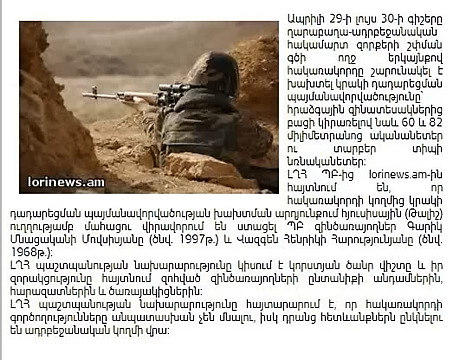 Ապրիլի 29-ի լույս 30-ի գիշերը
ղարաբաղա-ադրբեջանական
հակամարտ զորքերի շփման
գծի ողջ երկայնքով
հակառակորդը շարունակել է
խախտել կրակի դադարեցման
պայմանավորվածությունը՝
հրաձգային զինատեսակներից
բացի կիրառելով նաև 60 և 82
միլիմետրանոց ականանետեր
ու տարբեր տիպի
նռնականետեր:
ԼՂՀ ՊԲ-ից lorinews.am-ին
հայտնում են, որ
հակառակորդի կողմից կրակի
lorinews.am
դադարեցման պայմանավորվածության խախտման արդյունքում հյուսիսային (Թալիշ)
ուղղությամբ մահացու վիրավորում են ստացել ՊԲ զինծառայողներ Գարիկ
Մնացականի Մովսիսյանը (ծնվ. 1997թ.) և Վազգեն Հենրիկի Հարությունյանը (ծնվ.
1968թ.):
ԼՂՀ պաշտպանության նախարարությունը կիսում է կորստյան ծանր վիշտը և իր
զորակցությունը հայտնում զոհված զինծառայողների ընտանիքի անդամներին,
հարազատներին և ծառայակիցներին:
ԼՂՀ պաշտպանության նախարարությունը հայտարարում է, որ հակառակորդի
գործողությունները անպատասխան չեն մնալու, իսկ դրանց հետևանքներն ընկնելու
են ադրբեջանական կողմի վրա: